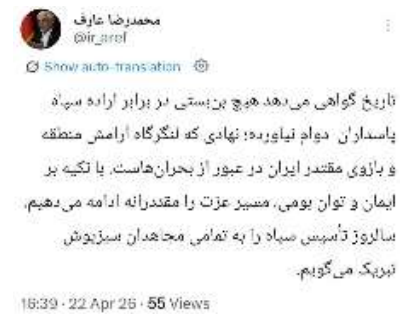 محمدرضا عارف
@ir_aref
Show auto-translation
تاریخ گواهی می‌دهد هیچ بن‌بستی در برابر اراده سپاه
پاسداران دوام نیاورده؛ نهادی که لنگرگاه آرامش منطقه
و بازوی مقتدر ایران در عبور از بحران‌هاست. با تکیه بر
ایمان و توان بومی، مسیر عزت را مقتدرانه ادامه می‌دهیم.
سالروز تأسیس سپاه را به تمامی مجاهدان سبزپوش
تبریک می‌گویم.
16:39 · 22 Apr 26 · 55 Views